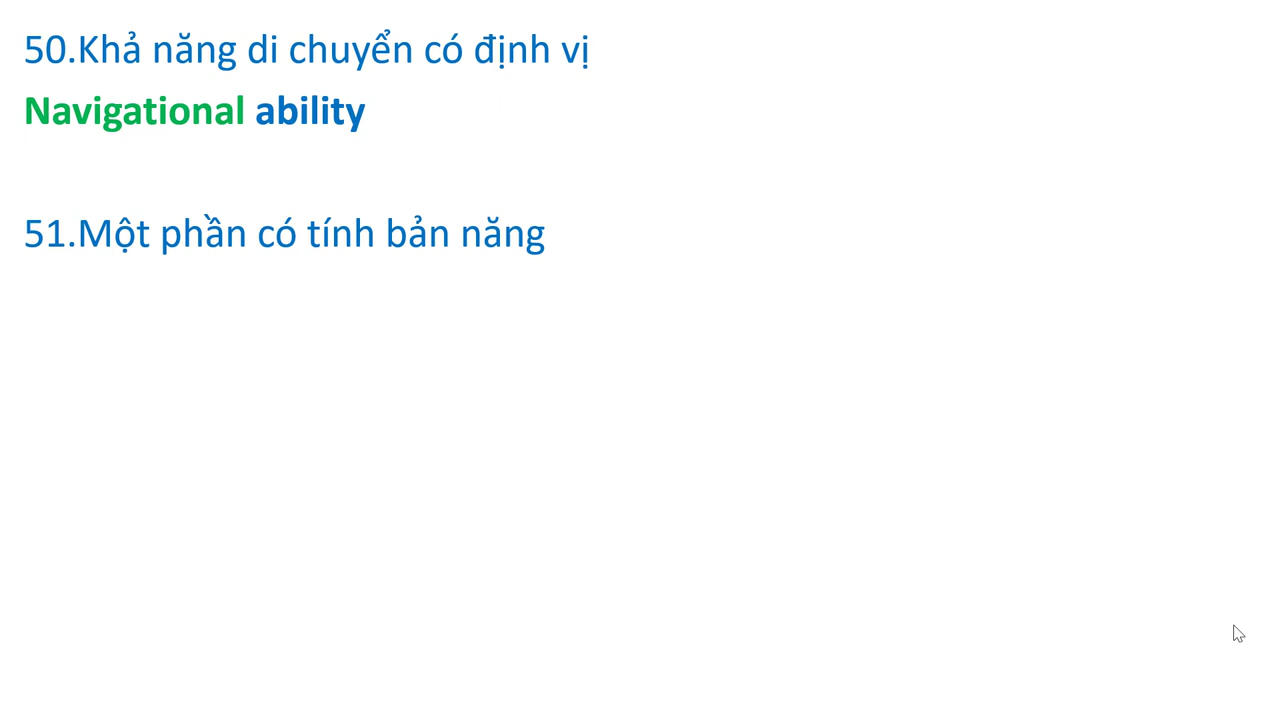 50.Khả năng di chuyển có định vị
Navigational ability
51.Một phần có tính bản năng